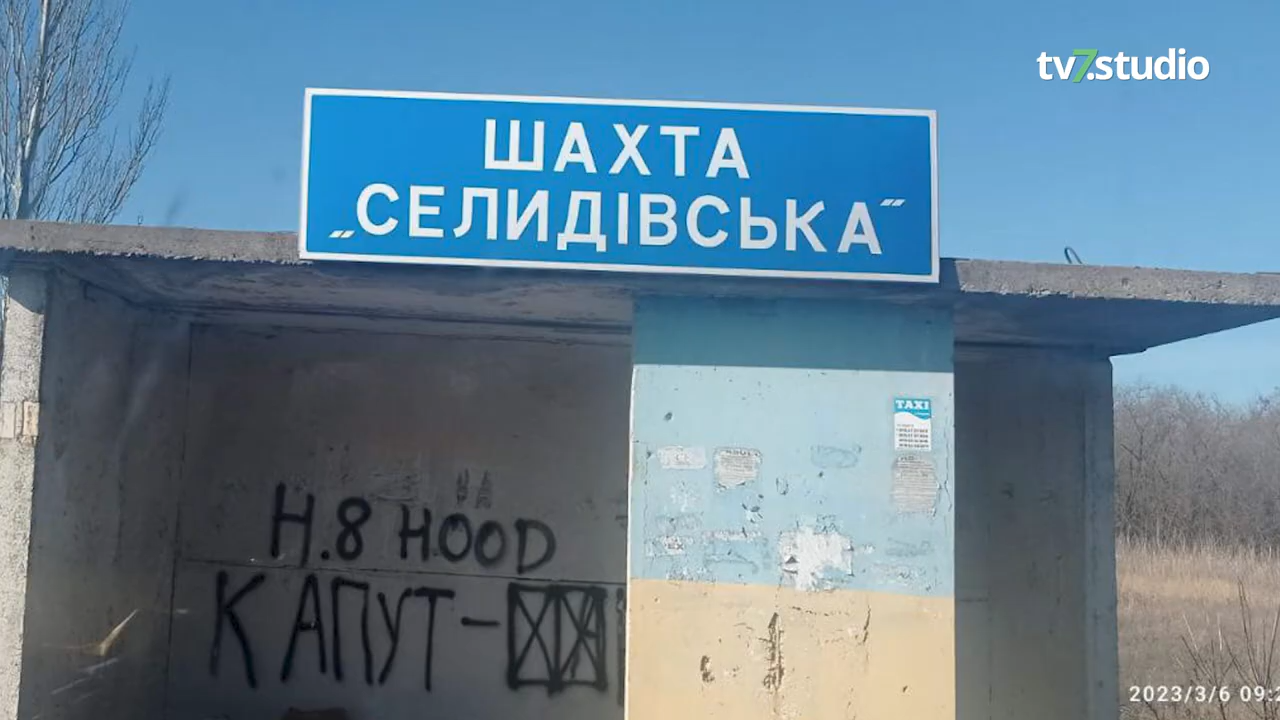 tv7.studio
ШАХТА
„СЕЛИДІВСЬКА”
TAXI
Н.8 HOOD
КАПУТ-
2023/3/6 09:2